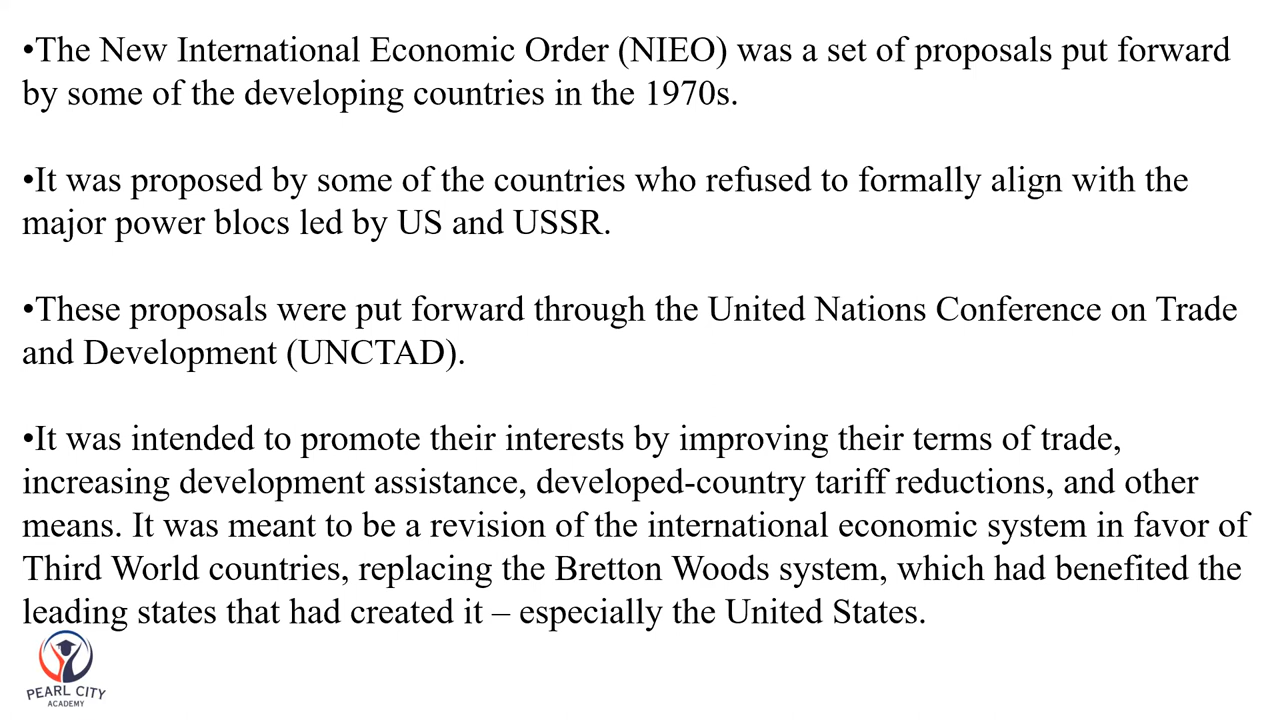 •The New International Economic Order (NIEO) was a set of proposals put forward
by some of the developing countries in the 1970s.
•It was proposed by some of the countries who refused to formally align with the
major power blocs led by US and USSR.
•These proposals were put forward through the United Nations Conference on Trade
and Development (UNCTAD).
•It was intended to promote their interests by improving their terms of trade,
increasing development assistance, developed-country tariff reductions, and other
means. It was meant to be a revision of the international economic system in favor of
Third World countries, replacing the Bretton Woods system, which had benefited the
leading states that had created it – especially the United States.
PEARL CITY
ACADEMY